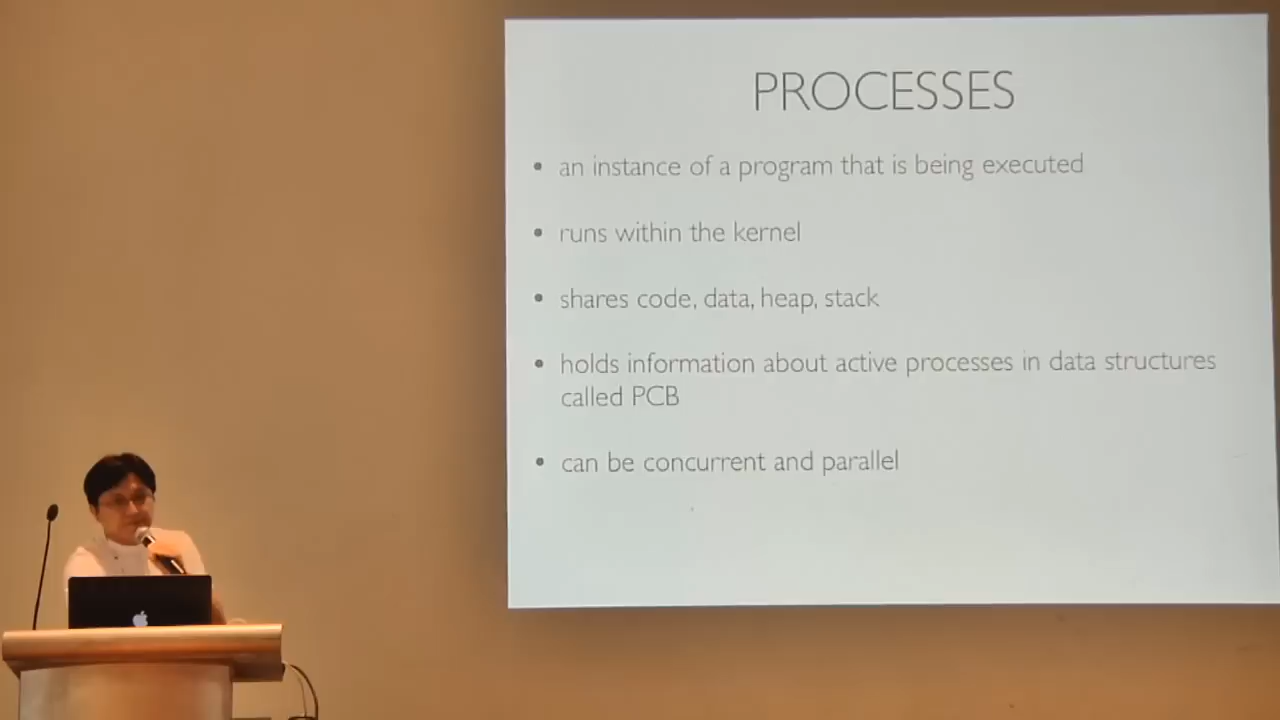 PROCESSES
• an instance of a program that is being executed
• runs within the kernel
• shares code, data, heap, stack
• holds information about active processes in data structures
called PCB
• can be concurrent and parallel